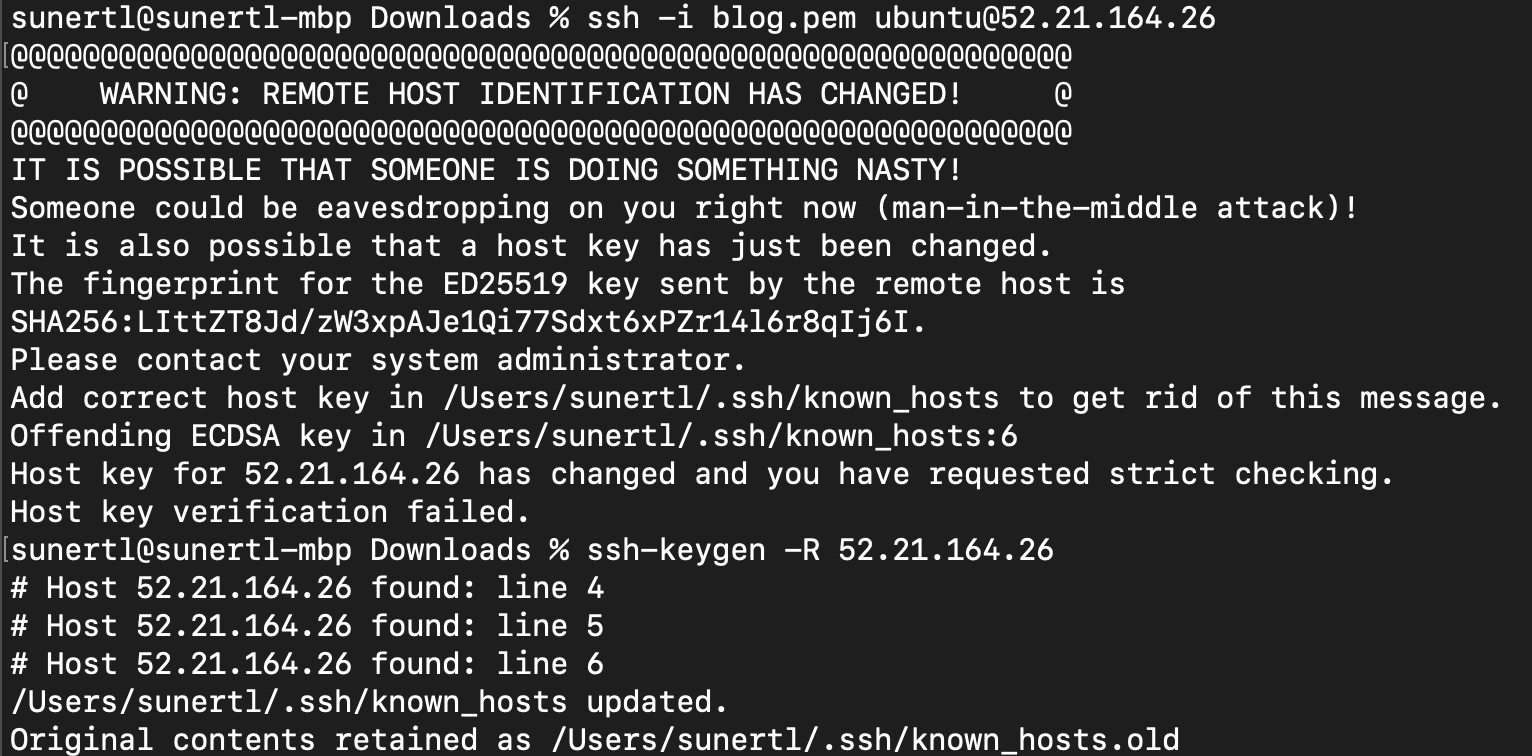 sunertl@sunertl-mbp Downloads % ssh -i blog.pem ubuntu@52.21.164.26
@@@@@@@@@@@@@@@@@@@@@@@@@@@@@@@@@@@@@@@@@@@@@@@@@@@@@@@@@@@
@    WARNING: REMOTE HOST IDENTIFICATION HAS CHANGED!     @
@@@@@@@@@@@@@@@@@@@@@@@@@@@@@@@@@@@@@@@@@@@@@@@@@@@@@@@@@@@
IT IS POSSIBLE THAT SOMEONE IS DOING SOMETHING NASTY!
Someone could be eavesdropping on you right now (man-in-the-middle attack)!
It is also possible that a host key has just been changed.
The fingerprint for the ED25519 key sent by the remote host is
SHA256:LIttZT8Jd/zW3xpAJe1Qi77Sdxt6xPZr14l6r8qIj6I.
Please contact your system administrator.
Add correct host key in /Users/sunertl/.ssh/known_hosts to get rid of this message.
Offending ECDSA key in /Users/sunertl/.ssh/known_hosts:6
Host key for 52.21.164.26 has changed and you have requested strict checking.
Host key verification failed.
sunertl@sunertl-mbp Downloads % ssh-keygen -R 52.21.164.26
# Host 52.21.164.26 found: line 4
# Host 52.21.164.26 found: line 5
# Host 52.21.164.26 found: line 6
/Users/sunertl/.ssh/known_hosts updated.
Original contents retained as /Users/sunertl/.ssh/known_hosts.old